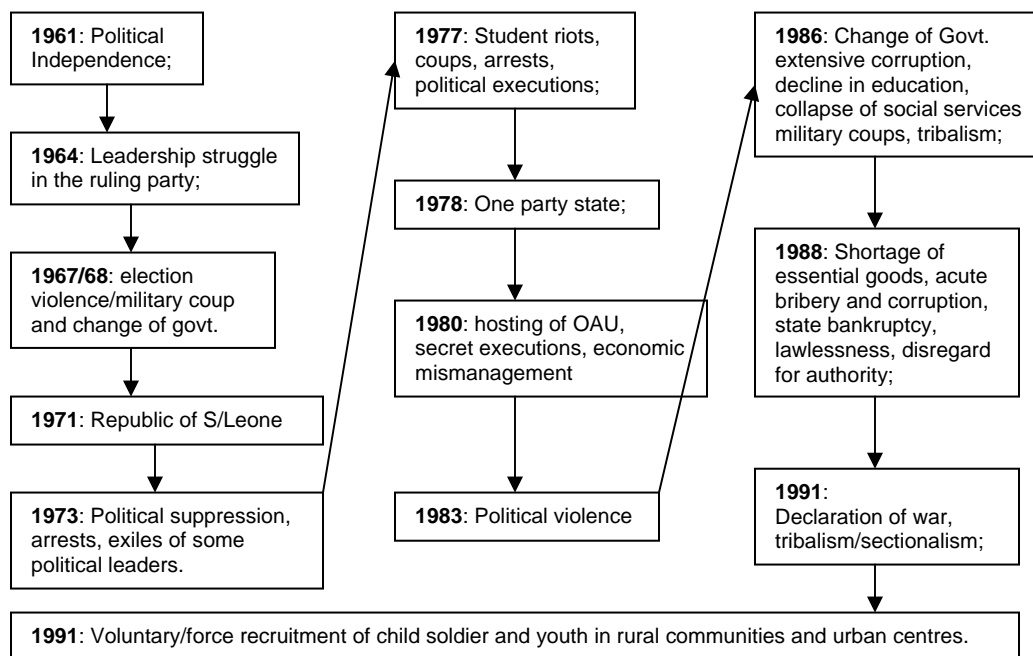 1961: Political
Independence;
1964: Leadership struggle
in the ruling party;
1967/68: election
violence/military coup
and change of govt.
1971: Republic of S/Leone
1973: Political suppression,
arrests, exiles of some
political leaders.
1977: Student riots,
coups, arrests,
political executions;
1978: One party state;
1980: hosting of OAU,
secret executions, economic
mismanagement
1983: Political violence
1986: Change of Govt.
extensive corruption,
decline in education,
collapse of social services
military coups, tribalism;
1988: Shortage of
essential goods, acute
bribery and corruption,
state bankruptcy,
lawlessness, disregard
for authority;
1991:
Declaration of war,
tribalism/sectionalism;
1991: Voluntary/force recruitment of child soldier and youth in rural communities and urban centres.